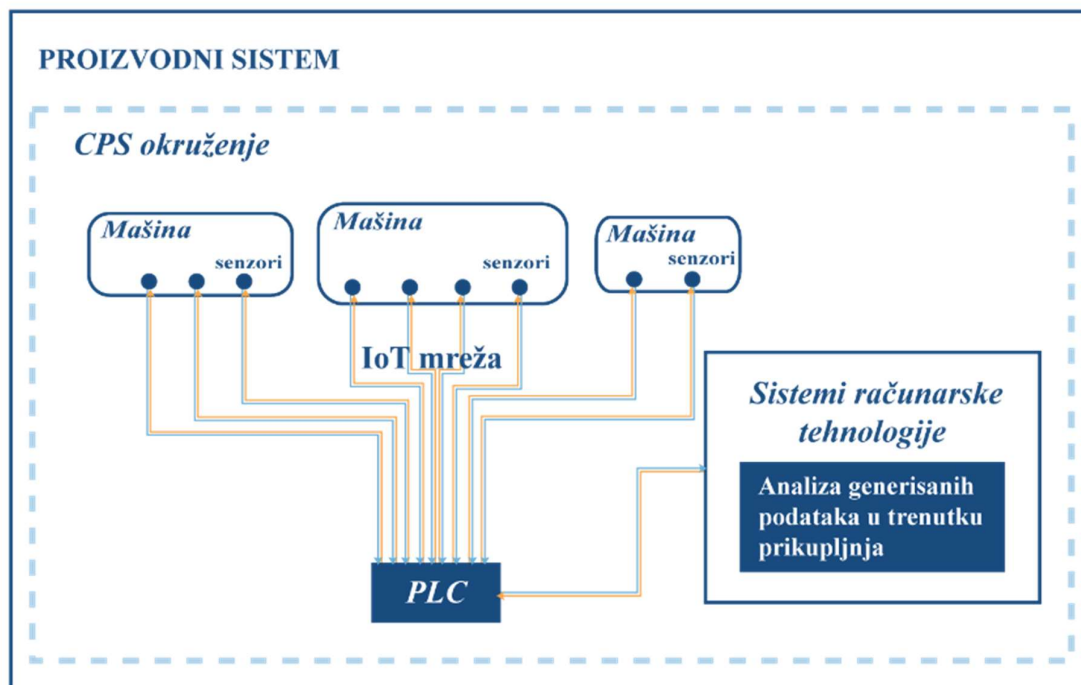 PROIZVODNI SISTEM
CPS okruženje
Mašina
senzori
Mašina
senzori
Mašina
senzori
IoT mreža
Sistemi računarske
tehnologije
Analiza generisanih
podataka u trenutku
prikupljnja
PLC